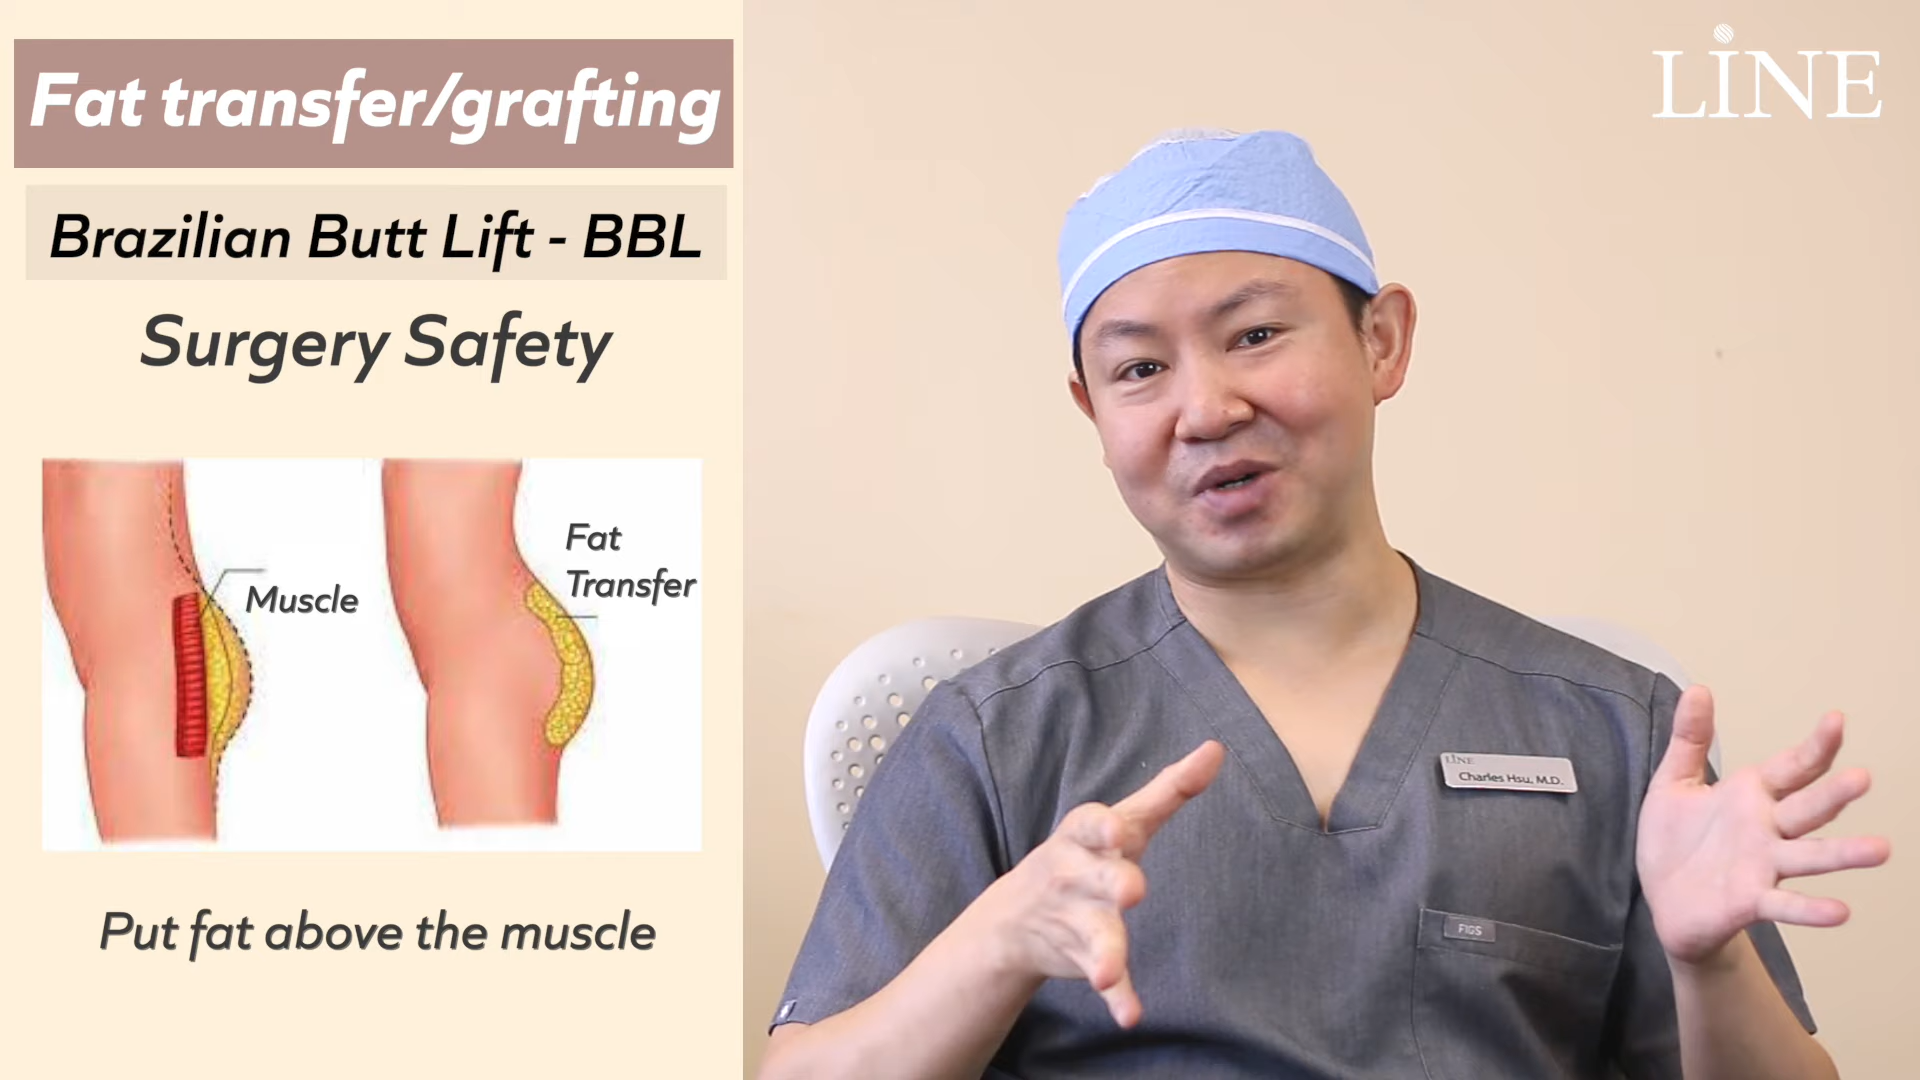 Fat transfer/grafting
Brazilian Butt Lift - BBL
Surgery Safety
Muscle
Fat
Transfer
Put fat above the muscle
LINE
LINE
Charles Hsu, M.D.
FIGS